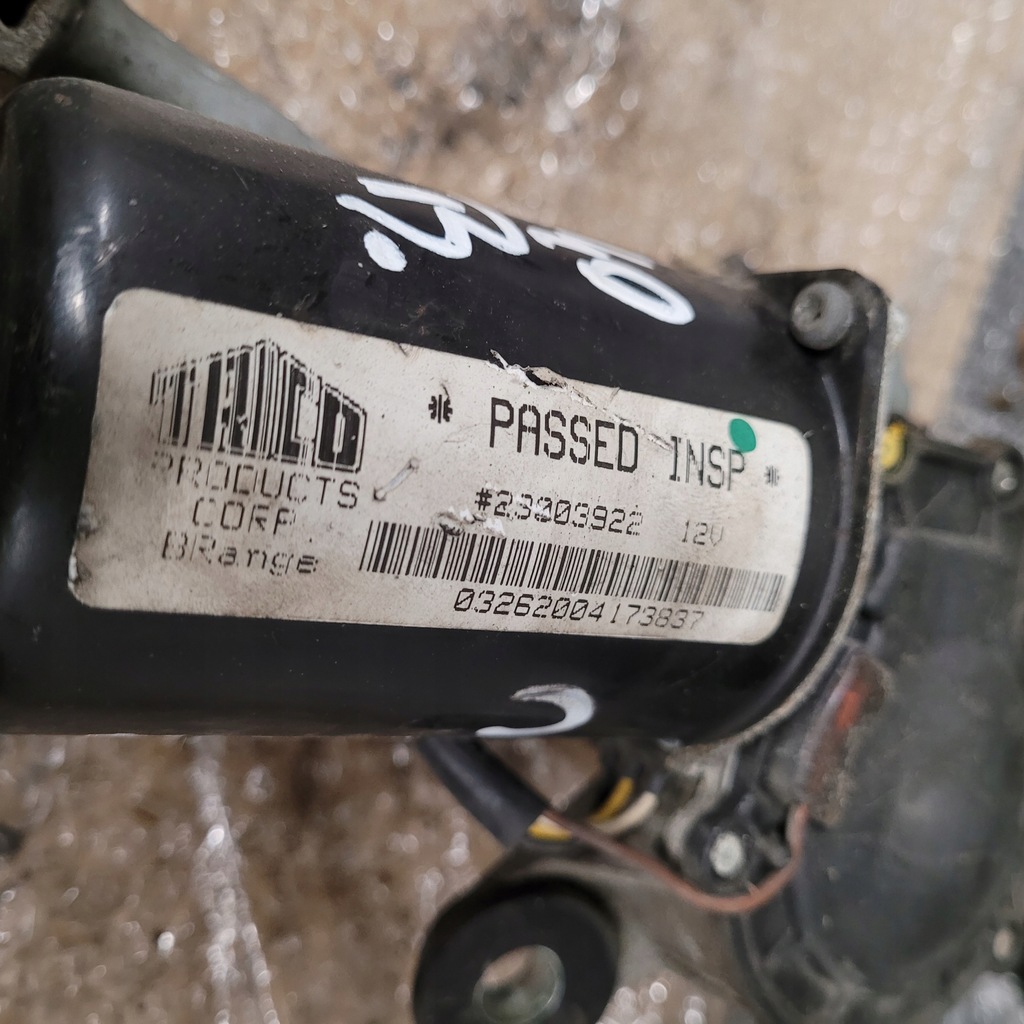 TRICO
PRODUCTS
CORP.
BRange
* PASSED INSP *
#23003922 12V
03262004173837